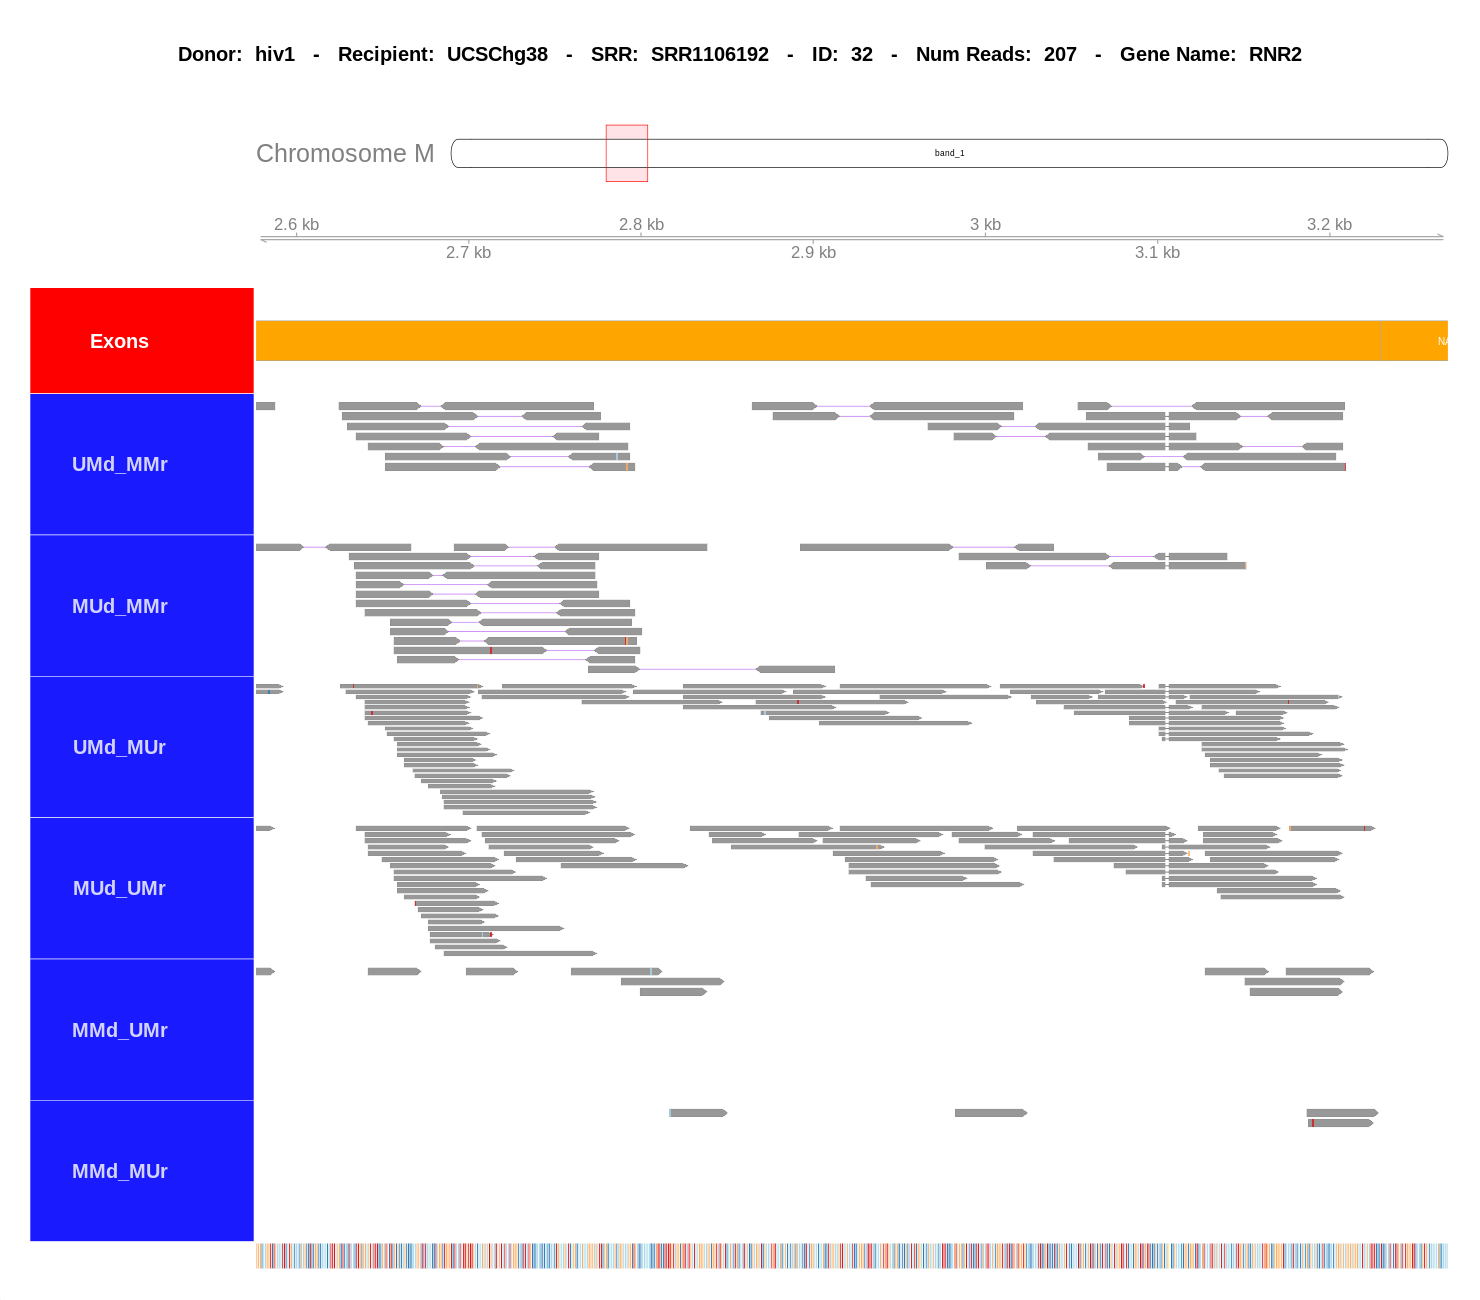 Donor: hiv1 - Recipient: UCSChg38 - SRR: SRR1106192 - ID: 32 - Num Reads: 207 - Gene Name: RNR2
Chromosome M
band_1
2.6 kb 2.8 kb 3 kb 3.2 kb
2.7 kb 2.9 kb 3.1 kb
Exons
NA
UMd_MMr
MUd_MMr
UMd_MUr
MUd_UMr
MMd_UMr
MMd_MUr